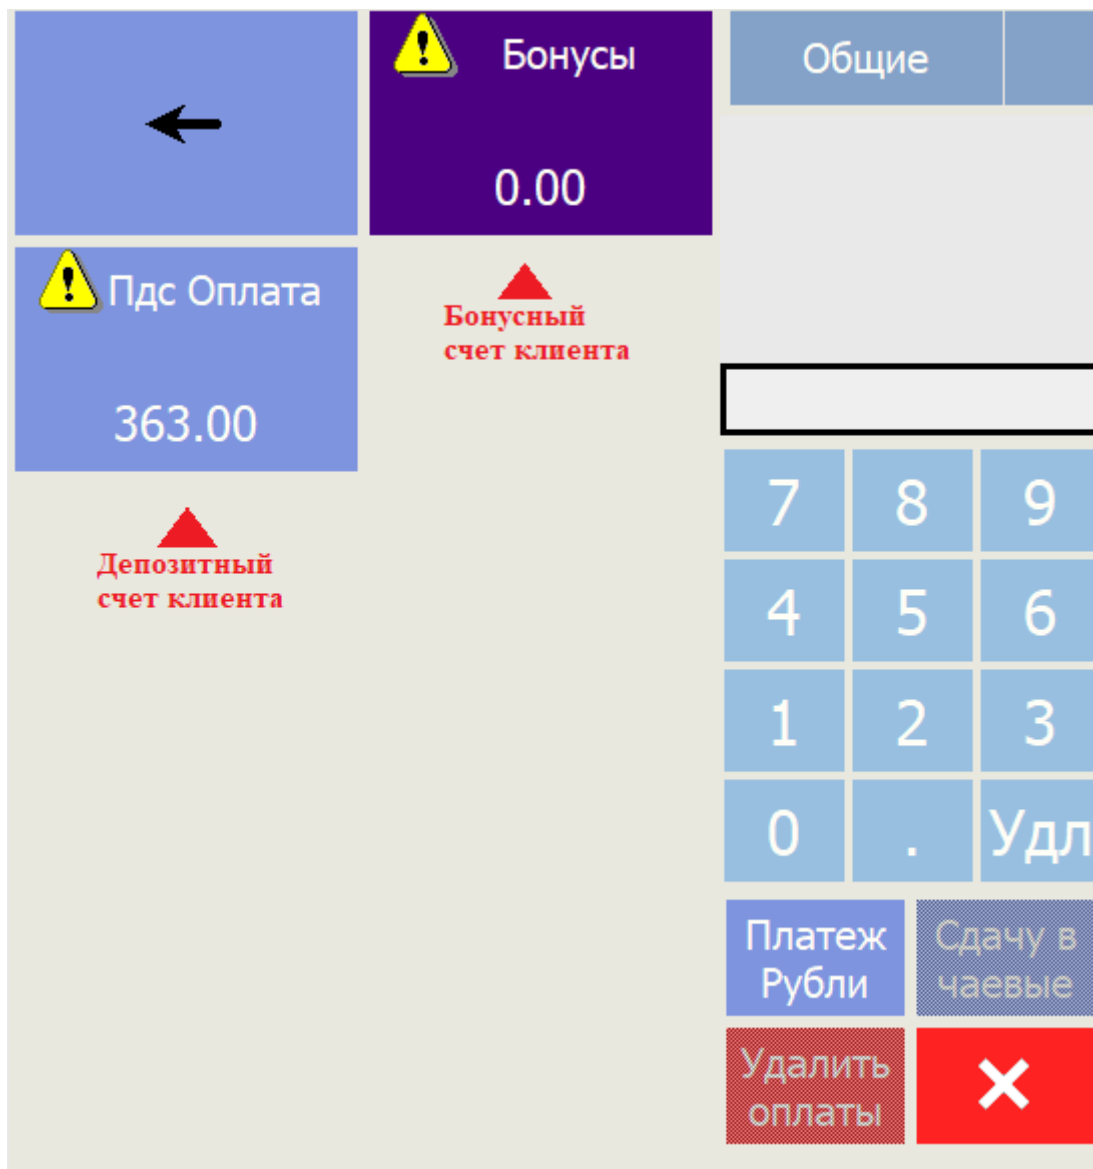 Бонусы
0.00
Общие
Пдс Оплата
363.00
Бонусный
счет клиента
Депозитный
счет клиента
7 8 9
4 5 6
1 2 3
0 . Удл
Платеж
Рубли
Сдачу в
чаевые
Удалить
оплаты